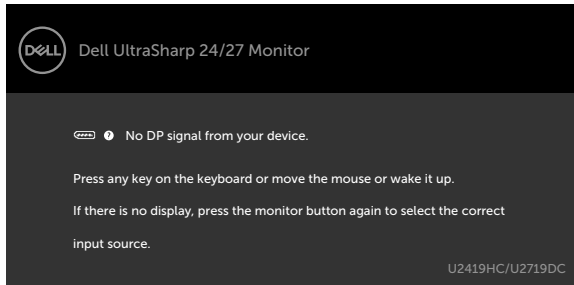 DELL
Dell UltraSharp 24/27 Monitor
? No DP signal from your device.
Press any key on the keyboard or move the mouse or wake it up.
If there is no display, press the monitor button again to select the correct
input source.
U2419HC/U2719DC